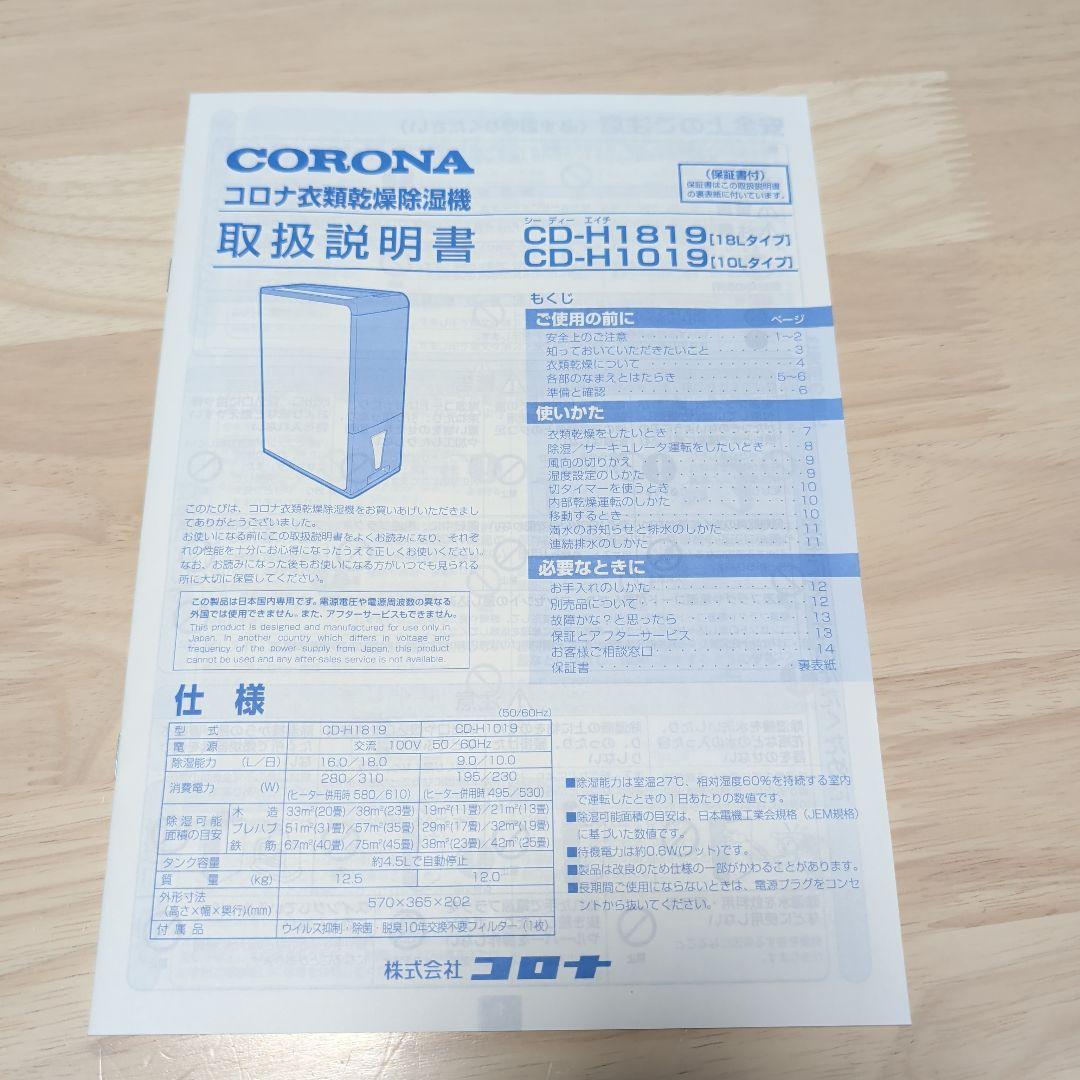 CORONA
コロナ衣類乾燥除湿機
取扱説明書
(保証書付)
保証書はこの取扱説明書
の裏表紙に付いています。
シー ディー エイチ
CD-H1819[18Lタイプ]
CD-H1019[10Lタイプ]
もくじ
ご使用の前に ページ
安全上のご注意 1~2
知っておいていただきたいこと 3
衣類乾燥について 4
各部のなまえとはたらき 5~6
準備と確認 6
使いかた
衣類乾燥をしたいとき 7
除湿/サーキュレータ運転をしたいとき 8
風向の切りかえ 9
湿度設定のしかた 9
切タイマーを使うとき 10
内部乾燥運転のしかた 10
移動するとき 10
満水のお知らせと排水のしかた 11
連続排水のしかた 11
必要なときに
お手入れのしかた 12
別売品について 12
故障かな?と思ったら 13
保証とアフターサービス 13
お客様ご相談窓口 14
保証書 裏表紙
このたびは、コロナ衣類乾燥除湿機をお買いあげいただきまし
てありがとうございました。
お使いになる前にこの取扱説明書をよくお読みになり、それぞ
れの性能を十分にお心得になったうえで正しくお使いください。
なお、お読みになった後もお使いになる方がいつでも見られる
所に大切に保管してください。
この製品は日本国内専用です。電源電圧や電源周波数の異なる
外国では使用できません。また、アフターサービスもできません。
This product is designed and manufactured for use only in
Japan. In another country which differs in voltage and
frequency of the power supply from Japan, this product
cannot be used and any after-sales service is not available.
仕様
(50/60Hz)
型式 CD-H1819 CD-H1019
電源 交流 100V 50/60Hz
除湿能力 (L/日) 16.0/18.0 9.0/10.0
消費電力 (W) 280/310 195/230
(ヒーター併用時 580/610) (ヒーター併用時 495/530)
除湿可能面積の目安 木造 33m²(20畳)/38m²(23畳) 19m²(11畳)/21m²(13畳)
プレハブ 51m²(31畳)/57m²(35畳) 29m²(17畳)/32m²(19畳)
鉄筋 67m²(40畳)/75m²(45畳) 38m²(23畳)/42m²(25畳)
タンク容量 約4.5Lで自動停止
質量 (kg) 12.5 12.0
外形寸法
(高さ×幅×奥行)(mm) 570×365×202
付属品 ウイルス抑制・除菌・脱臭10年交換不要フィルター(1枚)
■除湿能力は室温27℃、相対湿度60%を持続する室内
で運転したときの1日あたりの数値です。
■除湿可能面積の目安は、日本電機工業会規格(JEM規格)
に基づいた数値です。
■待機電力は約0.6W(ワット)です。
■製品は改良のため仕様の一部がかわることがあります。
■長期間ご使用にならないときは、電源プラグをコンセ
ントから抜いてください。
株式会社 コロナ